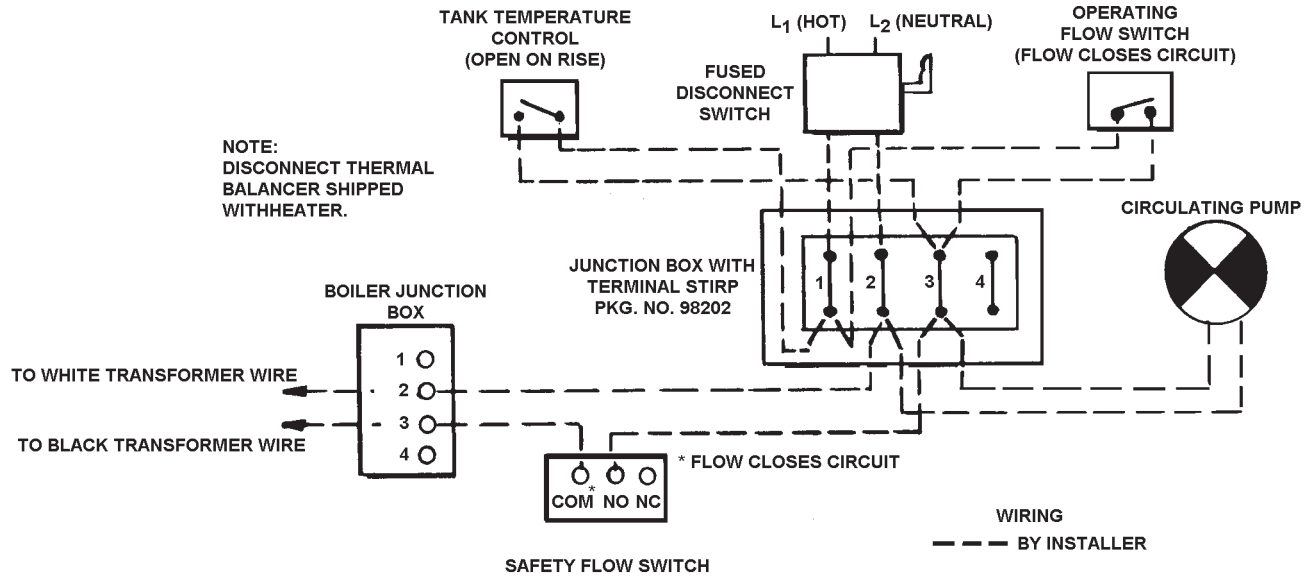 TANK TEMPERATURE
CONTROL
(OPEN ON RISE)
L1 (HOT)
L2 (NEUTRAL)
FUSED
DISCONNECT
SWITCH
OPERATING
FLOW SWITCH
(FLOW CLOSES CIRCUIT)
NOTE:
DISCONNECT THERMAL
BALANCER SHIPPED
WITHHEATER.
CIRCULATING PUMP
JUNCTION BOX WITH
TERMINAL STIRP
PKG. NO. 98202
1
2
3
4
BOILER JUNCTION
BOX
1
2
3
4
TO WHITE TRANSFORMER WIRE
TO BLACK TRANSFORMER WIRE
COM* NO NC
* FLOW CLOSES CIRCUIT
SAFETY FLOW SWITCH
WIRING
BY INSTALLER